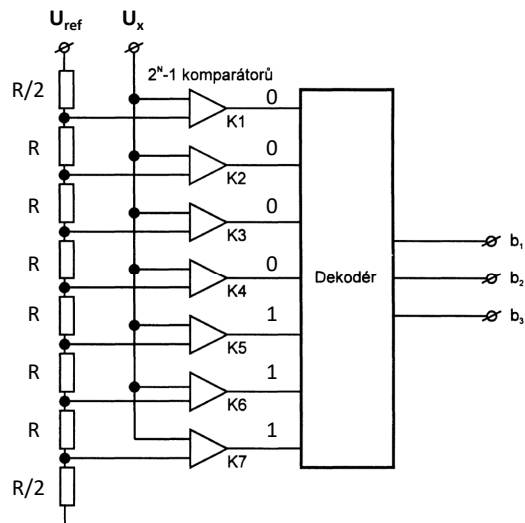 U_ref U_x
2^N-1 komparátorů
R/2
0
K1
R
0
K2
R
0
K3
R
0
K4
R
1
K5
R
1
K6
R
1
K7
R/2
Dekodér
b₁
b₂
b₃